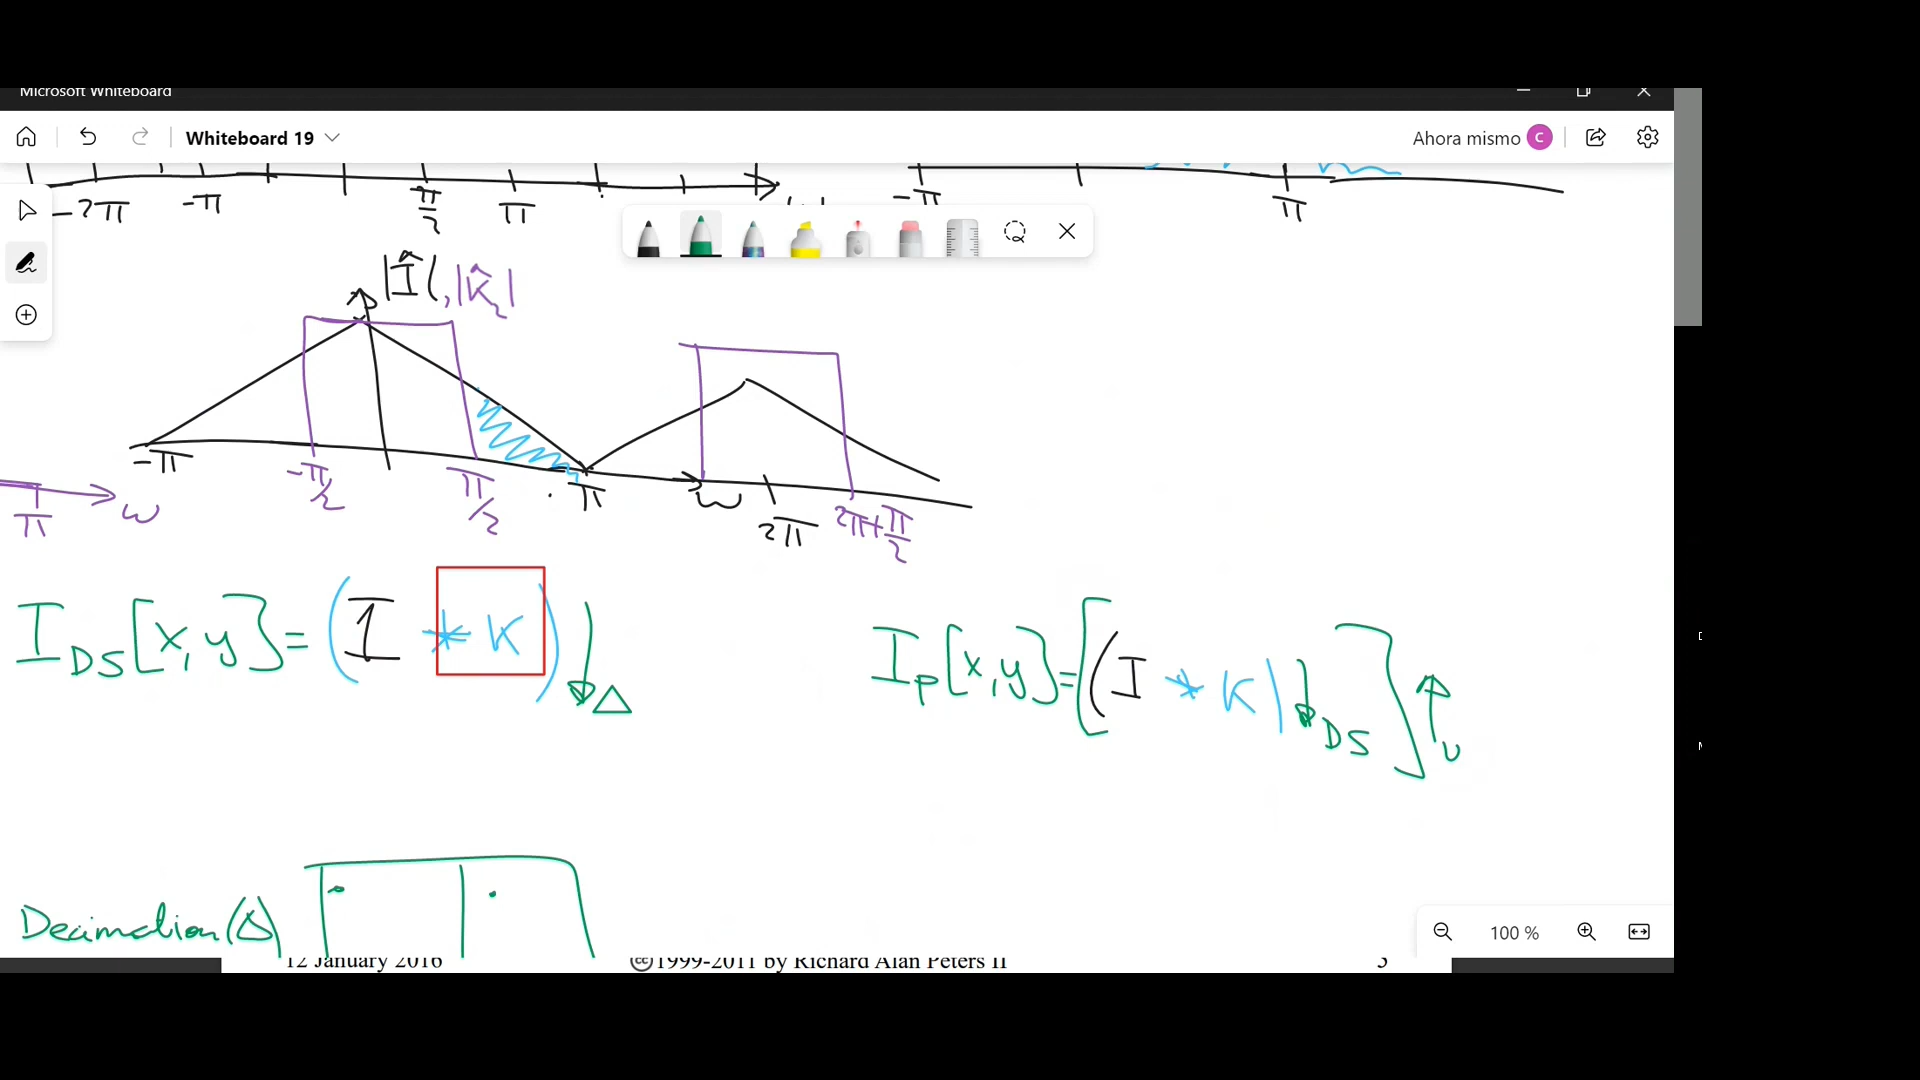 Microsoft Whiteboard
Whiteboard 19
Ahora mismo C
-2π -π π/2 π
-π π
|Î|, |K̂₂|
-π -π/2 π/2 π ω 2π 2π+π/2
π ω
I_DS[x,y] = (I * K)↓△
I_P[x,y] = [(I * K)↓DS]↑U
Decimation (△)
100 %
12 January 2016 1999-2011 by Richard Alan Peters II